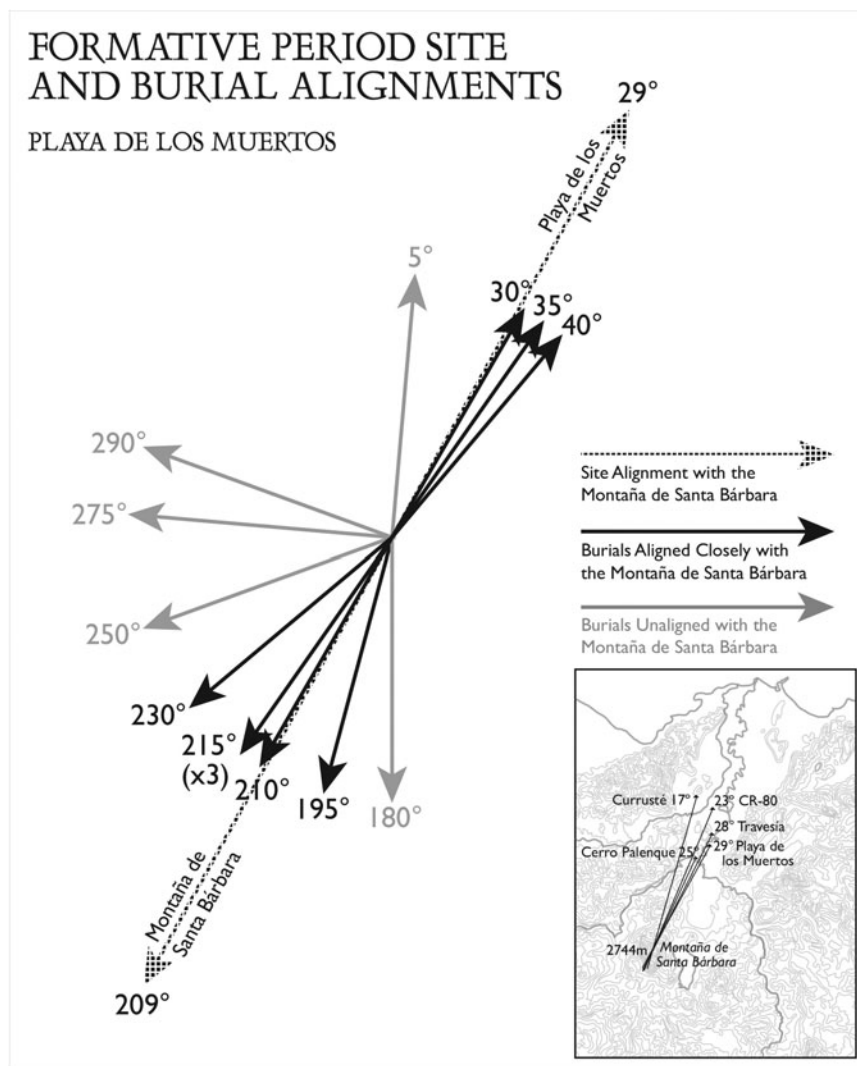 FORMATIVE PERIOD SITE
AND BURIAL ALIGNMENTS
PLAYA DE LOS MUERTOS
29°
Playa de los
Muertos
5°
30°
35°
40°
290°
275°
250°
230°
215°
(x3)
210°
195°
180°
Montaña de
Santa Bárbara
209°
Site Alignment with the
Montaña de Santa Bárbara
Burials Aligned Closely with
the Montaña de Santa Bárbara
Burials Unaligned with the
Montaña de Santa Bárbara
Currusté 17°
23° CR-80
28° Travesía
Cerro Palenque 25°
29° Playa de
los Muertos
2744m
Montaña de
Santa Bárbara